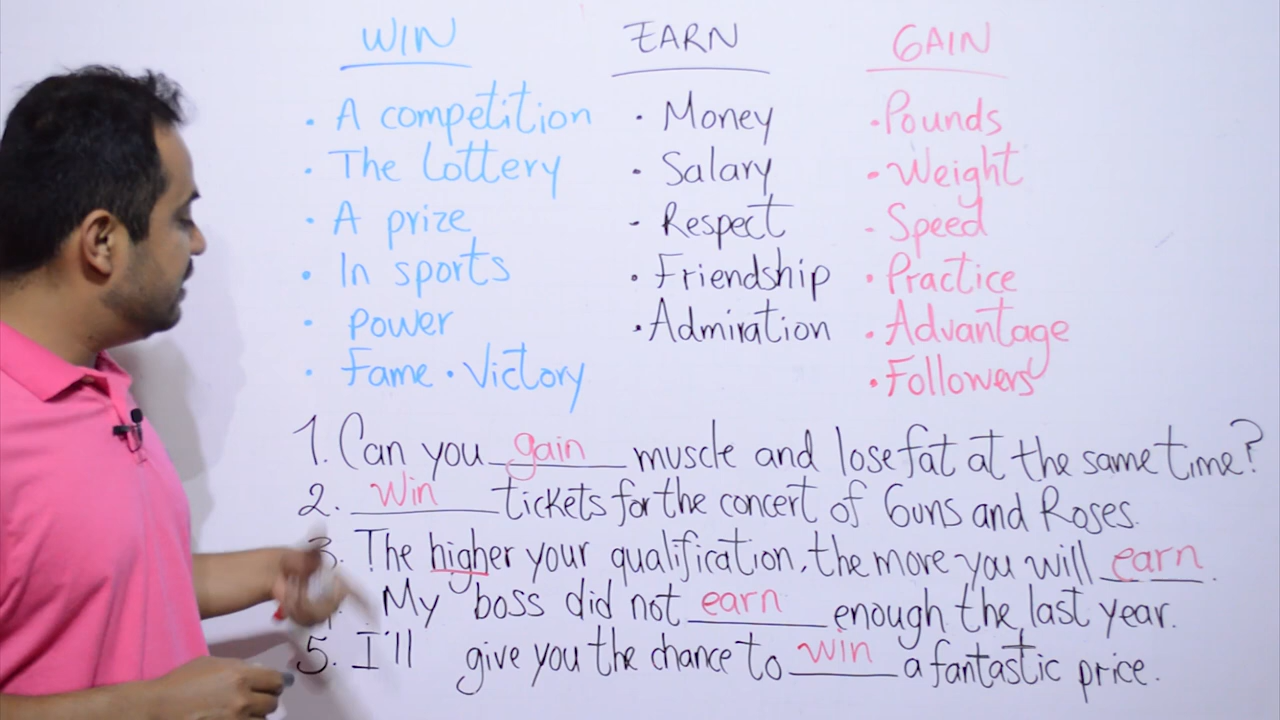 WIN
• A competition
• The Lottery
• A prize
• In sports
• Power
• Fame • Victory
EARN
• Money
• Salary
• Respect
• Friendship
• Admiration
GAIN
• Pounds
• Weight
• Speed
• Practice
• Advantage
• Followers
1. Can you gain muscle and lose fat at the same time?
2. Win tickets for the concert of Guns and Roses.
3. The higher your qualification, the more you will earn.
My boss did not earn enough the last year.
5. I'll give you the chance to win a fantastic price.